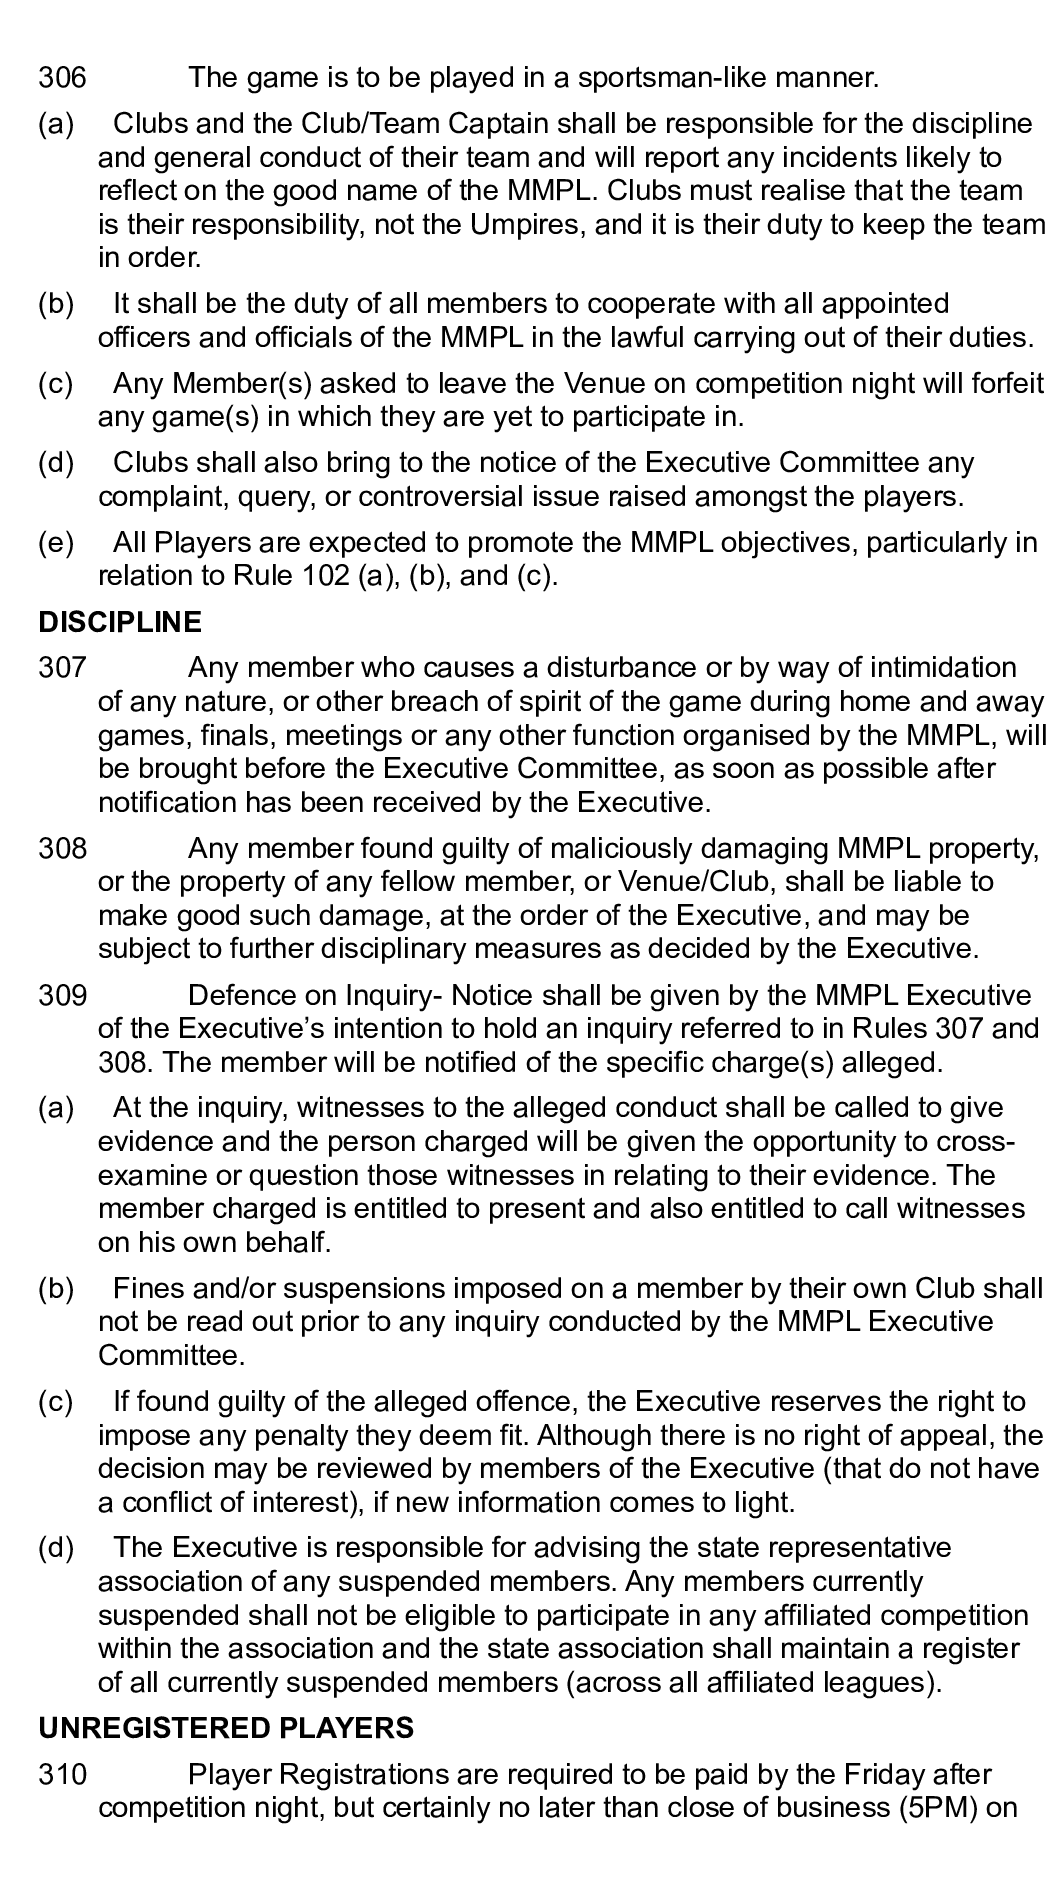 306 The game is to be played in a sportsman-like manner.
(a) Clubs and the Club/Team Captain shall be responsible for the discipline
and general conduct of their team and will report any incidents likely to
reflect on the good name of the MMPL. Clubs must realise that the team
is their responsibility, not the Umpires, and it is their duty to keep the team
in order.
(b) It shall be the duty of all members to cooperate with all appointed
officers and officials of the MMPL in the lawful carrying out of their duties.
(c) Any Member(s) asked to leave the Venue on competition night will forfeit
any game(s) in which they are yet to participate in.
(d) Clubs shall also bring to the notice of the Executive Committee any
complaint, query, or controversial issue raised amongst the players.
(e) All Players are expected to promote the MMPL objectives, particularly in
relation to Rule 102 (a), (b), and (c).
DISCIPLINE
307 Any member who causes a disturbance or by way of intimidation
of any nature, or other breach of spirit of the game during home and away
games, finals, meetings or any other function organised by the MMPL, will
be brought before the Executive Committee, as soon as possible after
notification has been received by the Executive.
308 Any member found guilty of maliciously damaging MMPL property,
or the property of any fellow member, or Venue/Club, shall be liable to
make good such damage, at the order of the Executive, and may be
subject to further disciplinary measures as decided by the Executive.
309 Defence on Inquiry- Notice shall be given by the MMPL Executive
of the Executive’s intention to hold an inquiry referred to in Rules 307 and
308. The member will be notified of the specific charge(s) alleged.
(a) At the inquiry, witnesses to the alleged conduct shall be called to give
evidence and the person charged will be given the opportunity to cross-
examine or question those witnesses in relating to their evidence. The
member charged is entitled to present and also entitled to call witnesses
on his own behalf.
(b) Fines and/or suspensions imposed on a member by their own Club shall
not be read out prior to any inquiry conducted by the MMPL Executive
Committee.
(c) If found guilty of the alleged offence, the Executive reserves the right to
impose any penalty they deem fit. Although there is no right of appeal, the
decision may be reviewed by members of the Executive (that do not have
a conflict of interest), if new information comes to light.
(d) The Executive is responsible for advising the state representative
association of any suspended members. Any members currently
suspended shall not be eligible to participate in any affiliated competition
within the association and the state association shall maintain a register
of all currently suspended members (across all affiliated leagues).
UNREGISTERED PLAYERS
310 Player Registrations are required to be paid by the Friday after
competition night, but certainly no later than close of business (5PM) on